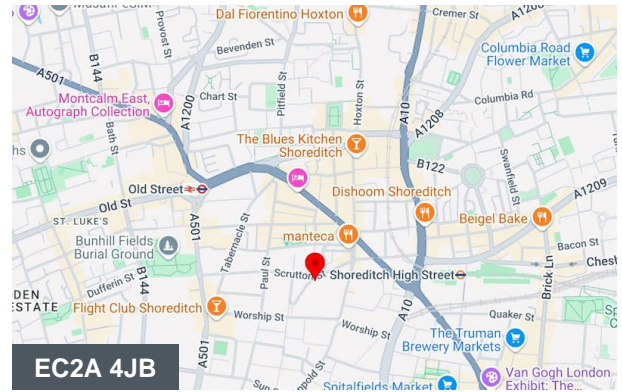 Dal Fiorentino Hoxton
Cremer St
A1208
Provost St
Bevenden St
Columbia Road
Flower Market
A501
B144
A1200
Pitfield St
Hoxton St
A10
Montcalm East,
Autograph Collection
Chart St
Columbia Rd
Bath St
A1208
The Blues Kitchen
Shoreditch
B122
Swanfield St
Old Street
Dishoom Shoreditch
A1209
Old St
ST. LUKE'S
A501
Tabernacle St
Beigel Bake
manteca
Bunhill Fields
Burial Ground
Paul St
Bacon St
Scrutton St
Shoreditch High Street
Dufferin St
B144
A10
Brick Ln
ESTATE
Flight Club Shoreditch
Worship St
Worship St
Quaker St
The Truman
Brewery Markets
A501
EC2A 4JB
Van Gogh London
Exhibit: The...
Spitalfields Market